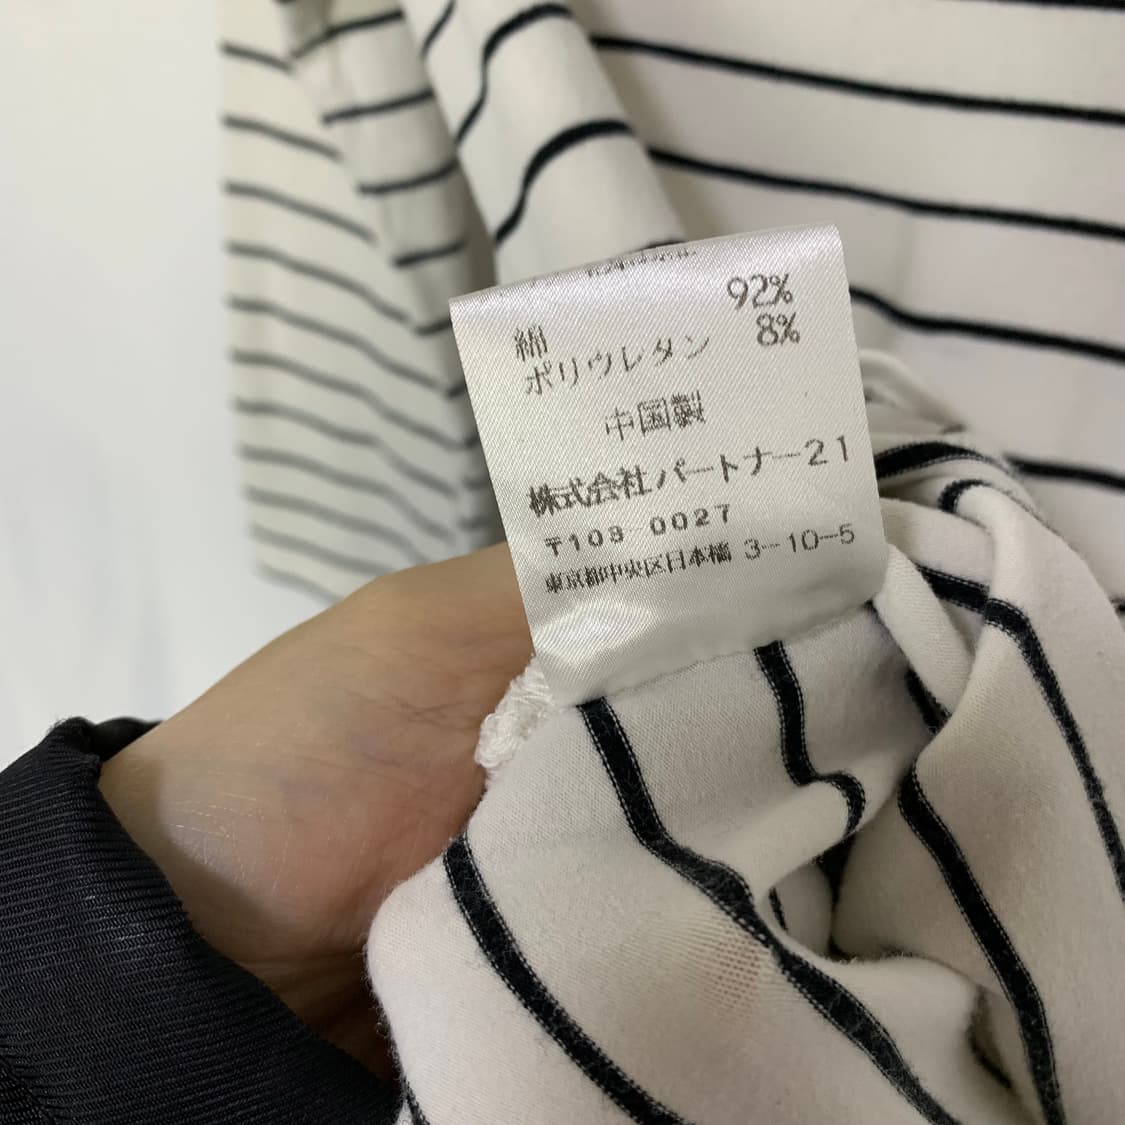 綿 92%
ポリウレタン 8%
中国製
株式会社パートナー21
〒103-0027
東京都中央区日本橋 3-10-5